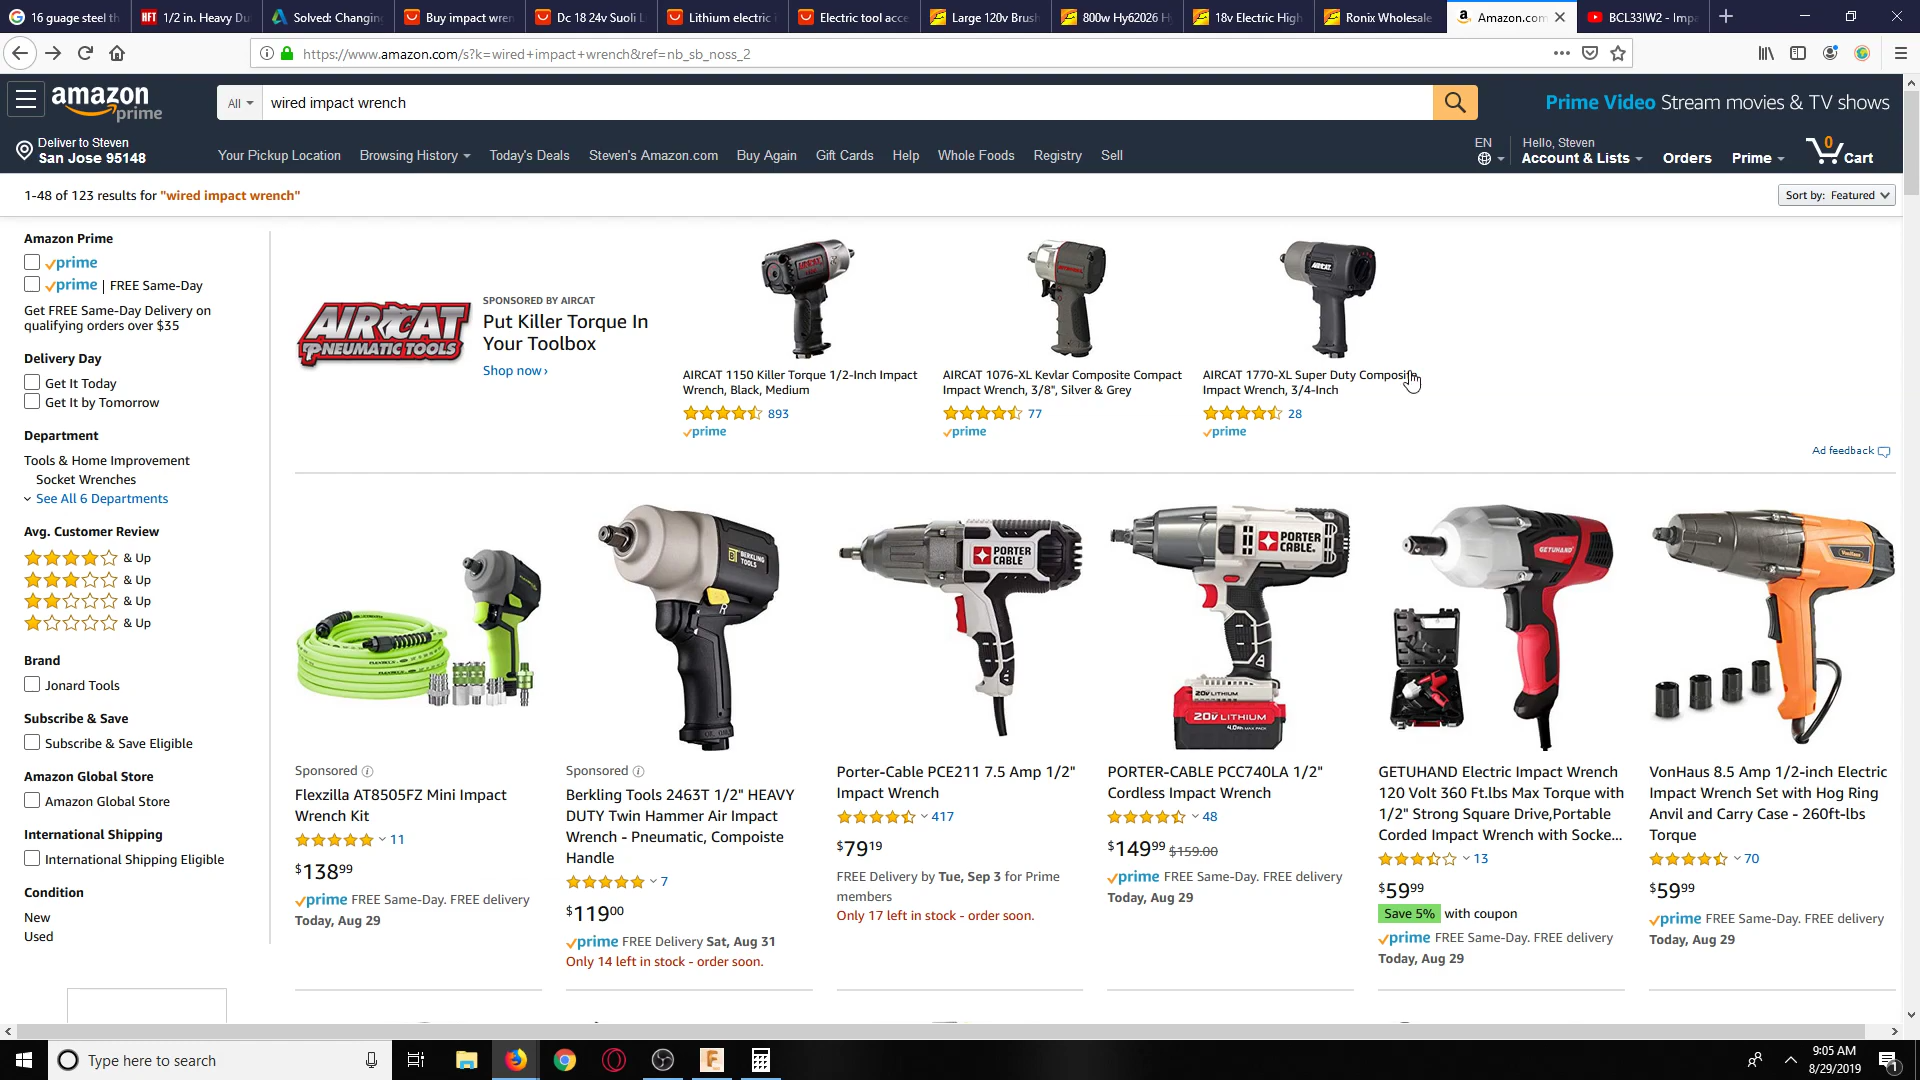 16 guage steel th
1/2 in. Heavy Du
Solved: Changin
Buy impact wren
Dc 18 24v Suoli L
Lithium electric i
Electric tool acce
Large 120v Brush
800w Hy62026 H
18v Electric High
Ronix Wholesale
Amazon.com
BCL33IW2 - Impa
https://www.amazon.com/s?k=wired+impact+wrench&ref=nb_sb_noss_2
amazon
prime
All
wired impact wrench
Prime Video Stream movies & TV shows
Deliver to Steven
San Jose 95148
Your Pickup Location
Browsing History
Today's Deals
Steven's Amazon.com
Buy Again
Gift Cards
Help
Whole Foods
Registry
Sell
EN
Hello, Steven
Account & Lists
Orders
Prime
0
Cart
1-48 of 123 results for "wired impact wrench"
Sort by: Featured
Amazon Prime
prime
prime | FREE Same-Day
Get FREE Same-Day Delivery on
qualifying orders over $35
Delivery Day
Get It Today
Get It by Tomorrow
Department
Tools & Home Improvement
Socket Wrenches
See All 6 Departments
Avg. Customer Review
& Up
& Up
& Up
& Up
Brand
Jonard Tools
Subscribe & Save
Subscribe & Save Eligible
Amazon Global Store
Amazon Global Store
International Shipping
International Shipping Eligible
Condition
New
Used
AIRCAT
PNEUMATIC TOOLS
SPONSORED BY AIRCAT
Put Killer Torque In
Your Toolbox
Shop now ›
AIRCAT 1150 Killer Torque 1/2-Inch Impact
Wrench, Black, Medium
893
prime
AIRCAT 1076-XL Kevlar Composite Compact
Impact Wrench, 3/8", Silver & Grey
77
prime
AIRCAT
AIRCAT 1770-XL Super Duty Composite
Impact Wrench, 3/4-Inch
28
prime
Ad feedback
Sponsored
Flexzilla AT8505FZ Mini Impact
Wrench Kit
11
$138 99
prime FREE Same-Day. FREE delivery
Today, Aug 29
BERKLING
TOOLS
Sponsored
Berkling Tools 2463T 1/2" HEAVY
DUTY Twin Hammer Air Impact
Wrench - Pneumatic, Compoiste
Handle
7
$119 00
prime FREE Delivery Sat, Aug 31
Only 14 left in stock - order soon.
PORTER
CABLE
Porter-Cable PCE211 7.5 Amp 1/2"
Impact Wrench
417
$79 19
FREE Delivery by Tue, Sep 3 for Prime
members
Only 17 left in stock - order soon.
PORTER
CABLE.
20V LITHIUM
20V LITHIUM
PORTER-CABLE PCC740LA 1/2"
Cordless Impact Wrench
48
$149 99 $159.00
prime FREE Same-Day. FREE delivery
Today, Aug 29
GETUHAND
GETUHAND Electric Impact Wrench
120 Volt 360 Ft.lbs Max Torque with
1/2" Strong Square Drive,Portable
Corded Impact Wrench with Socke...
13
$59 99
Save 5% with coupon
prime FREE Same-Day. FREE delivery
Today, Aug 29
VonHaus
VonHaus 8.5 Amp 1/2-inch Electric
Impact Wrench Set with Hog Ring
Anvil and Carry Case - 260ft-lbs
Torque
70
$59 99
prime FREE Same-Day. FREE delivery
Today, Aug 29
Type here to search
9:05 AM
8/29/2019
1